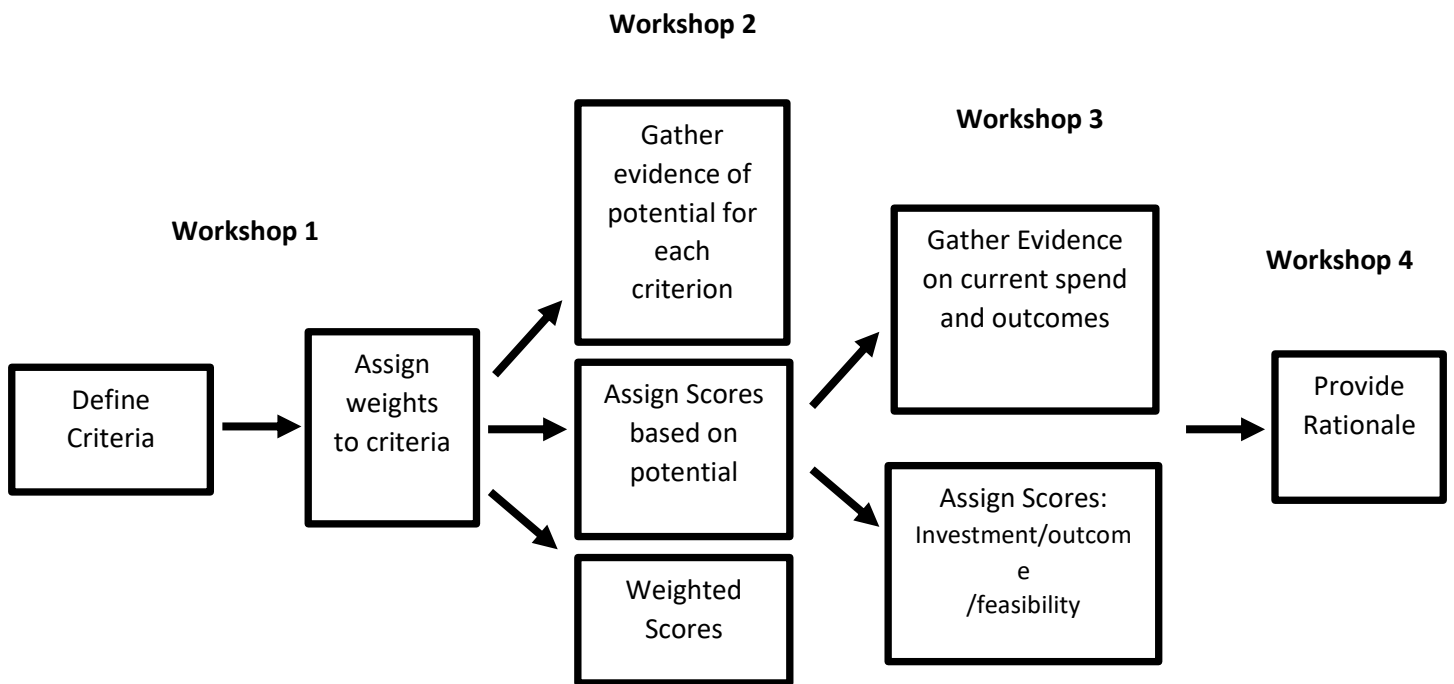 Workshop 1
Define
Criteria
Assign
weights
to criteria
Workshop 2
Gather
evidence of
potential for
each
criterion
Assign Scores
based on
potential
Weighted
Scores
Workshop 3
Gather Evidence
on current spend
and outcomes
Assign Scores:
Investment/outcom
e
/feasibility
Workshop 4
Provide
Rationale